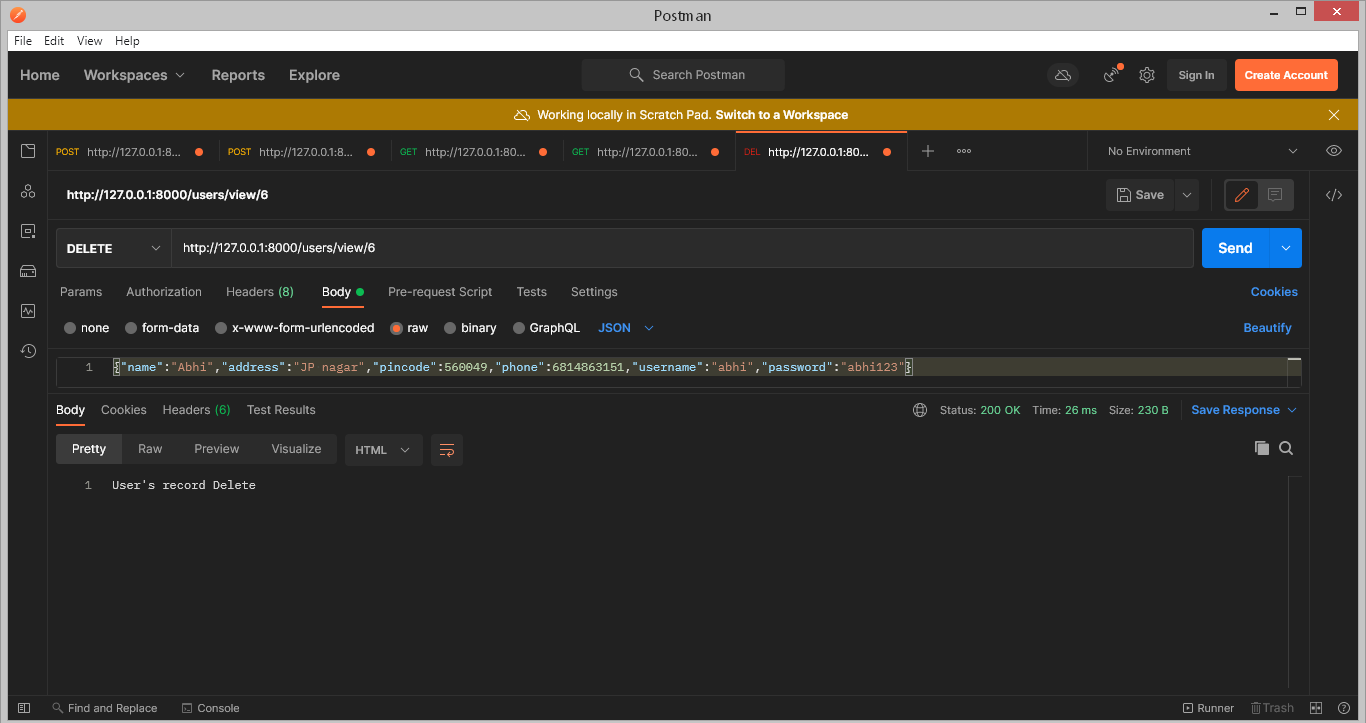 Postman
File Edit View Help
Home Workspaces Reports Explore Search Postman Sign In Create Account
Working locally in Scratch Pad. Switch to a Workspace
POST http://127.0.0.1:8... POST http://127.0.0.1:8... GET http://127.0.0.1:80... GET http://127.0.0.1:80... DEL http://127.0.0.1:80... No Environment
http://127.0.0.1:8000/users/view/6 Save
DELETE http://127.0.0.1:8000/users/view/6 Send
Params Authorization Headers (8) Body Pre-request Script Tests Settings Cookies
none form-data x-www-form-urlencoded raw binary GraphQL JSON Beautify
1 {"name":"Abhi","address":"JP nagar","pincode":560049,"phone":6814863151,"username":"abhi","password":"abhi123"}
Body Cookies Headers (6) Test Results Status: 200 OK Time: 26 ms Size: 230 B Save Response
Pretty Raw Preview Visualize HTML
1 User's record Delete
Find and Replace Console Runner Trash